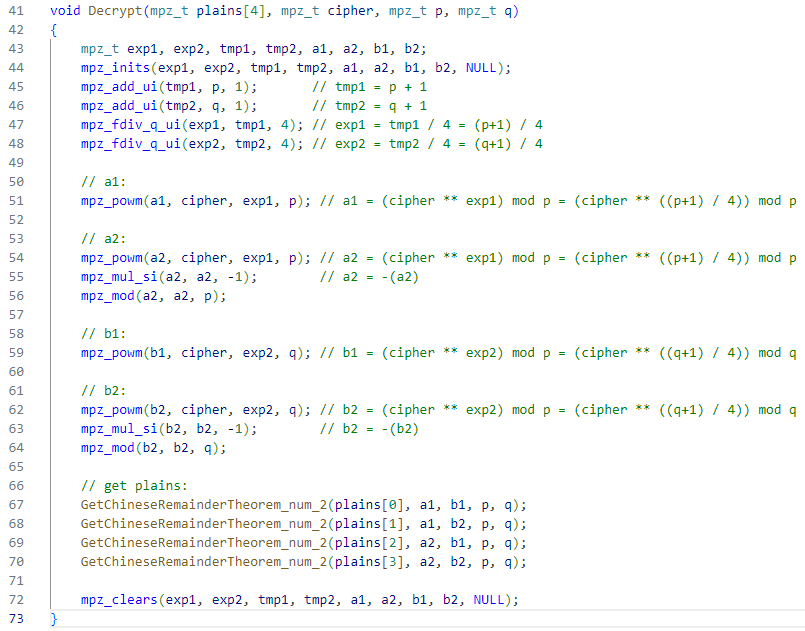 41 void Decrypt(mpz_t plains[4], mpz_t cipher, mpz_t p, mpz_t q)
42 {
43     mpz_t exp1, exp2, tmp1, tmp2, a1, a2, b1, b2;
44     mpz_inits(exp1, exp2, tmp1, tmp2, a1, a2, b1, b2, NULL);
45     mpz_add_ui(tmp1, p, 1);       // tmp1 = p + 1
46     mpz_add_ui(tmp2, q, 1);       // tmp2 = q + 1
47     mpz_fdiv_q_ui(exp1, tmp1, 4); // exp1 = tmp1 / 4 = (p+1) / 4
48     mpz_fdiv_q_ui(exp2, tmp2, 4); // exp2 = tmp2 / 4 = (q+1) / 4
49
50     // a1:
51     mpz_powm(a1, cipher, exp1, p); // a1 = (cipher ** exp1) mod p = (cipher ** ((p+1) / 4)) mod p
52
53     // a2:
54     mpz_powm(a2, cipher, exp1, p); // a2 = (cipher ** exp1) mod p = (cipher ** ((p+1) / 4)) mod p
55     mpz_mul_si(a2, a2, -1);        // a2 = -(a2)
56     mpz_mod(a2, a2, p);
57
58     // b1:
59     mpz_powm(b1, cipher, exp2, q); // b1 = (cipher ** exp2) mod p = (cipher ** ((q+1) / 4)) mod q
60
61     // b2:
62     mpz_powm(b2, cipher, exp2, q); // b2 = (cipher ** exp2) mod p = (cipher ** ((q+1) / 4)) mod q
63     mpz_mul_si(b2, b2, -1);        // b2 = -(b2)
64     mpz_mod(b2, b2, q);
65
66     // get plains:
67     GetChineseRemainderTheorem_num_2(plains[0], a1, b1, p, q);
68     GetChineseRemainderTheorem_num_2(plains[1], a1, b2, p, q);
69     GetChineseRemainderTheorem_num_2(plains[2], a2, b1, p, q);
70     GetChineseRemainderTheorem_num_2(plains[3], a2, b2, p, q);
71
72     mpz_clears(exp1, exp2, tmp1, tmp2, a1, a2, b1, b2, NULL);
73 }